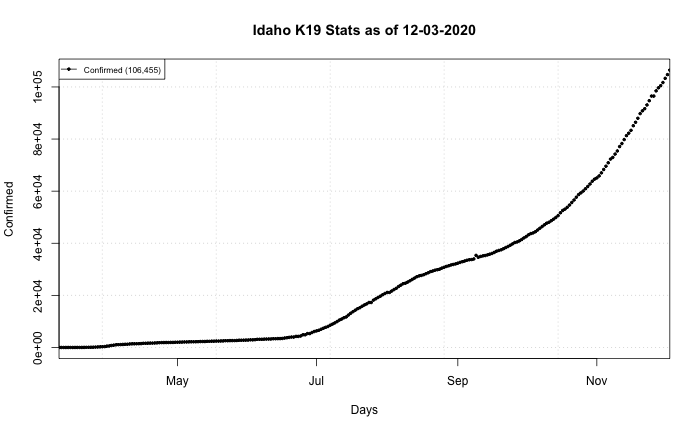 Idaho K19 Stats as of 12-03-2020
Confirmed (106,455)
1e+05
8e+04
6e+04
4e+04
2e+04
0e+00
Confirmed
May Jul Sep Nov
Days